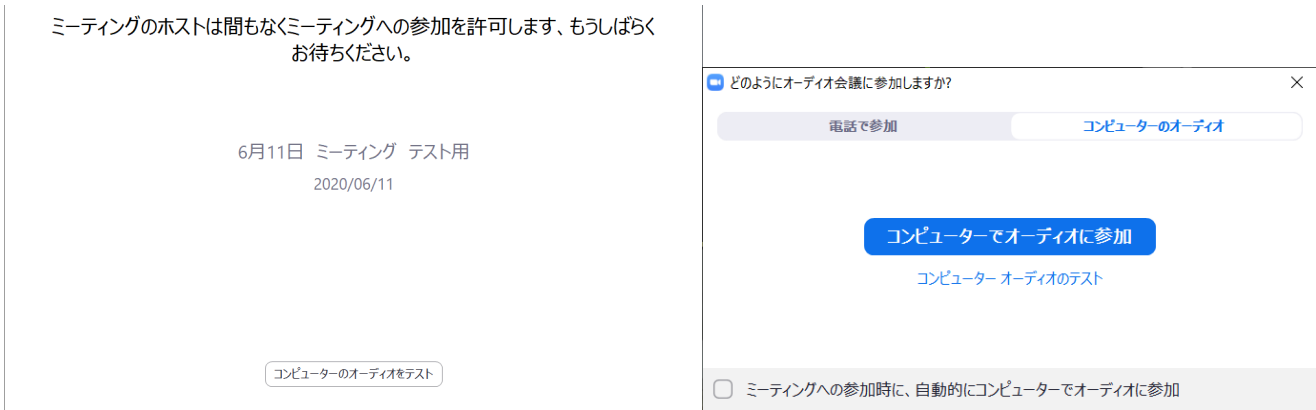 ミーティングのホストは間もなくミーティングへの参加を許可します、もうしばらく
お待ちください。
6月11日 ミーティング テスト用
2020/06/11
コンピューターのオーディオをテスト
どのようにオーディオ会議に参加しますか?
電話で参加
コンピューターのオーディオ
コンピューターでオーディオに参加
コンピューター オーディオのテスト
ミーティングへの参加時に、自動的にコンピューターでオーディオに参加